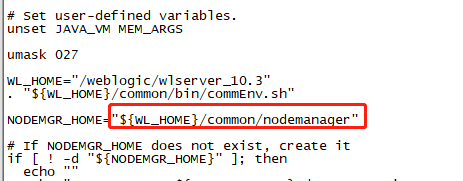 # Set user-defined variables.
unset JAVA_VM MEM_ARGS
umask 027
WL_HOME="/weblogic/wlserver_10.3"
. "${WL_HOME}/common/bin/commEnv.sh"
NODEMGR_HOME="${WL_HOME}/common/nodemanager"
# If NODEMGR_HOME does not exist, create it
if [ ! -d "${NODEMGR_HOME}" ]; then
echo ""